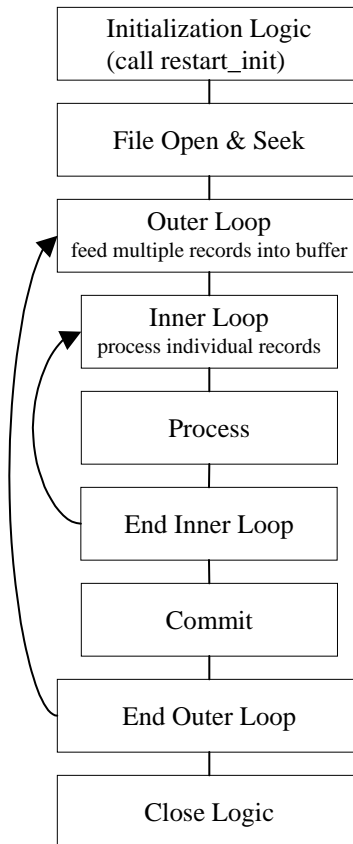 Initialization Logic
(call restart_init)
File Open & Seek
Outer Loop
feed multiple records into buffer
Inner Loop
process individual records
Process
End Inner Loop
Commit
End Outer Loop
Close Logic